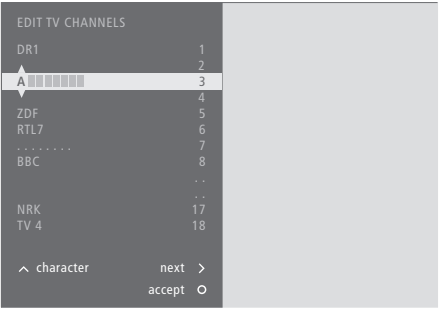 EDIT TV CHANNELS
DR1 1
2
A 3
4
ZDF 5
RTL7 6
. . . . . . . . 7
BBC 8
. .
. .
NRK 17
TV 4 18
character next >
accept